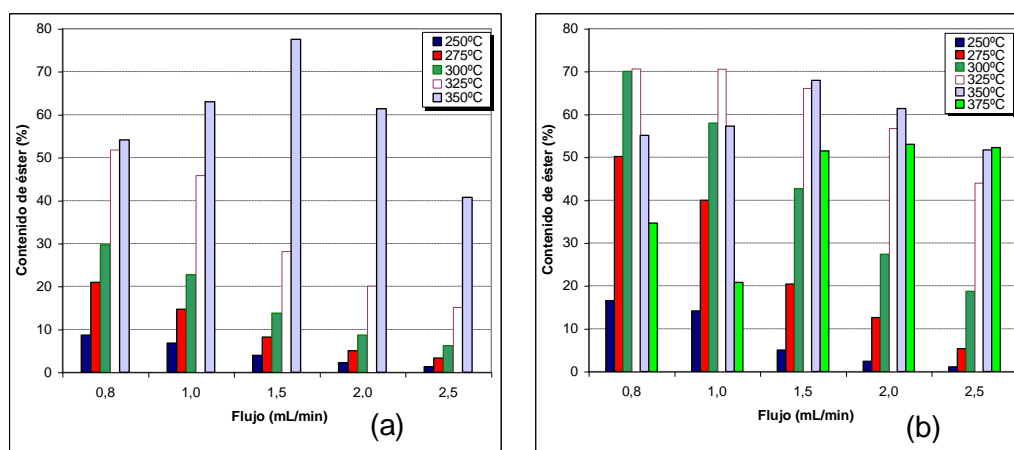 80
70
60
50
40
30
20
10
0
Contenido de éster (%)
250ºC
275ºC
300ºC
325ºC
350ºC
0,8 1,0 1,5 2,0 2,5
Flujo (mL/min)
(a)
80
70
60
50
40
30
20
10
0
Contenido de éster (%)
250ºC
275ºC
300ºC
325ºC
350ºC
375ºC
0,8 1,0 1,5 2,0 2,5
Flujo (mL/min)
(b)